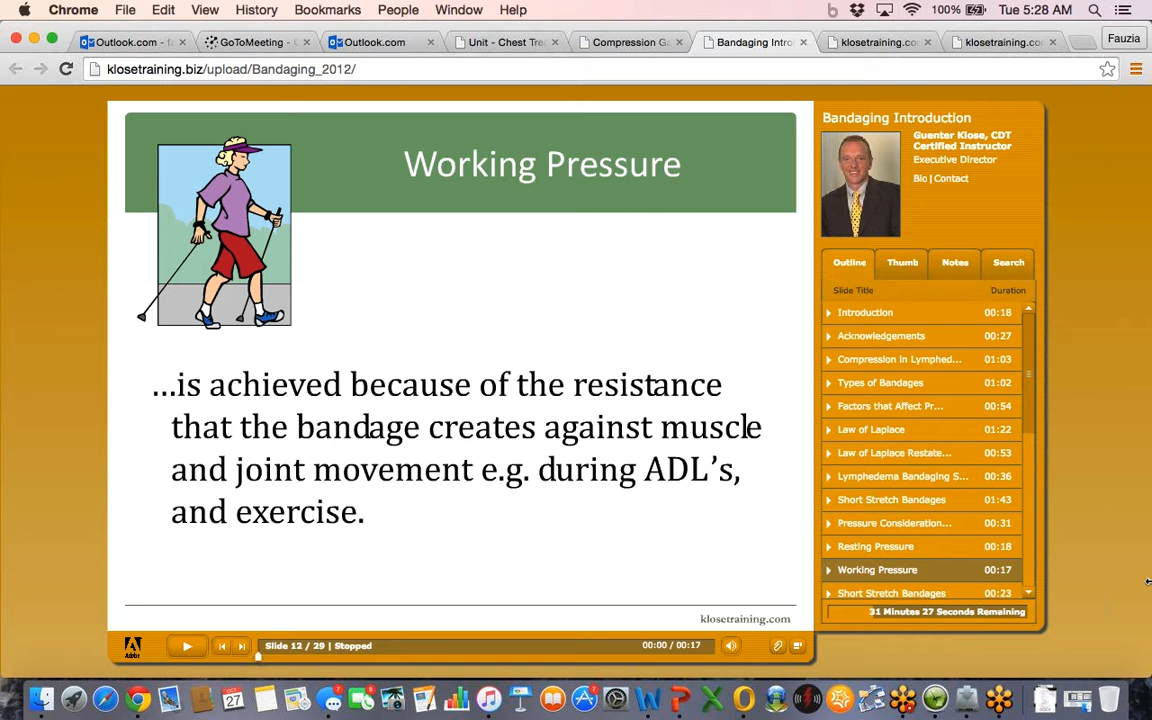 Chrome File Edit View History Bookmarks People Window Help
100% Tue 5:28 AM
Outlook.com - fa
GoToMeeting - C
Outlook.com
Unit - Chest Trea
Compression Ga
Bandaging Intro
klosetraining.co
klosetraining.co
Fauzia
klosetraining.biz/upload/Bandaging_2012/
Working Pressure
...is achieved because of the resistance
that the bandage creates against muscle
and joint movement e.g. during ADL's,
and exercise.
klosetraining.com
Adobe
Slide 12 / 29 | Stopped
00:00 / 00:17
Bandaging Introduction
Guenter Klose, CDT
Certified Instructor
Executive Director
Bio | Contact
Outline Thumb Notes Search
Slide Title Duration
Introduction 00:16
Acknowledgements 00:27
Compression in Lymphed... 01:03
Types of Bandages 01:02
Factors that Affect Pr... 00:54
Law of Laplace 01:22
Law of Laplace Restate... 00:53
Lymphedema Bandaging S... 00:36
Short Stretch Bandages 01:43
Pressure Consideration... 00:31
Resting Pressure 00:18
Working Pressure 00:17
Short Stretch Bandages 00:23
31 Minutes 27 Seconds Remaining
OCT
27